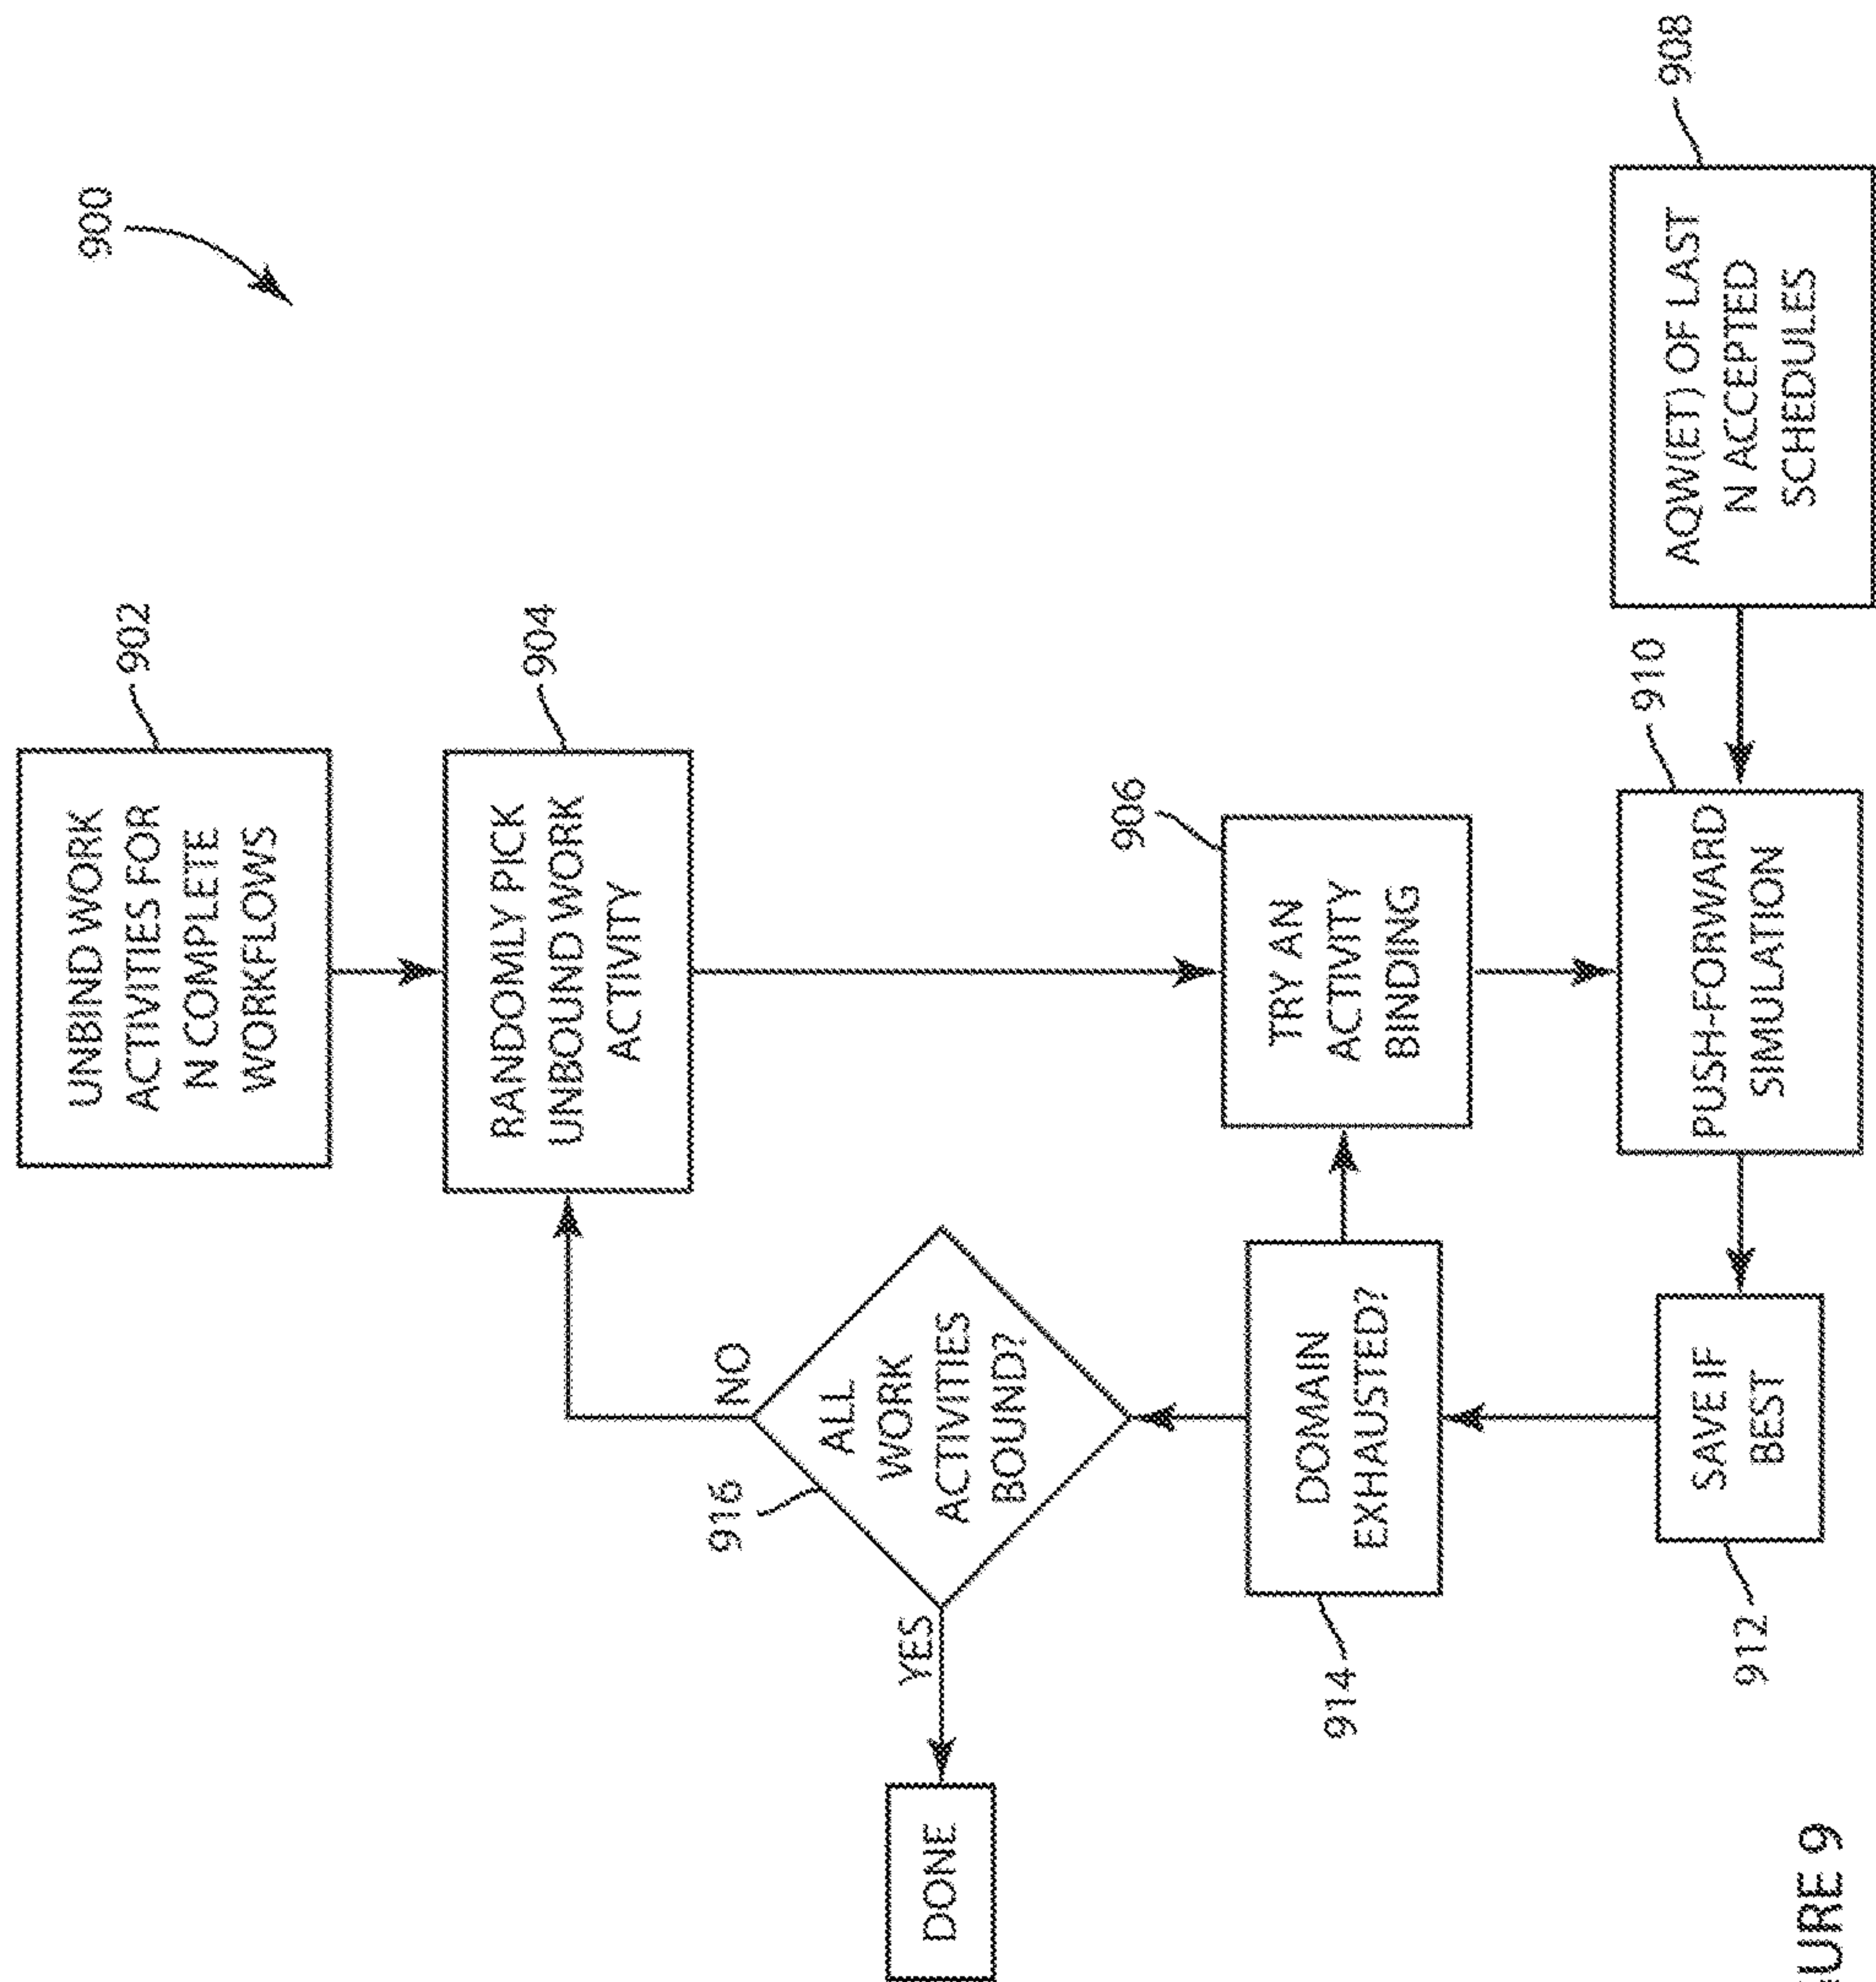 900
UNBIND WORK
ACTIVITIES FOR
N COMPLETE
WORKFLOWS
902
RANDOMLY PICK
UNBOUND WORK
ACTIVITY
904
NO
ALL
WORK
ACTIVITIES
BOUND?
916
YES
DONE
TRY AN
ACTIVITY
BINDING
906
DOMAIN
EXHAUSTED?
914
PUSH-FORWARD
SIMULATION
910
AQW(ET) OF LAST
N ACCEPTED
SCHEDULES
908
SAVE IF
BEST
912
GURE 9